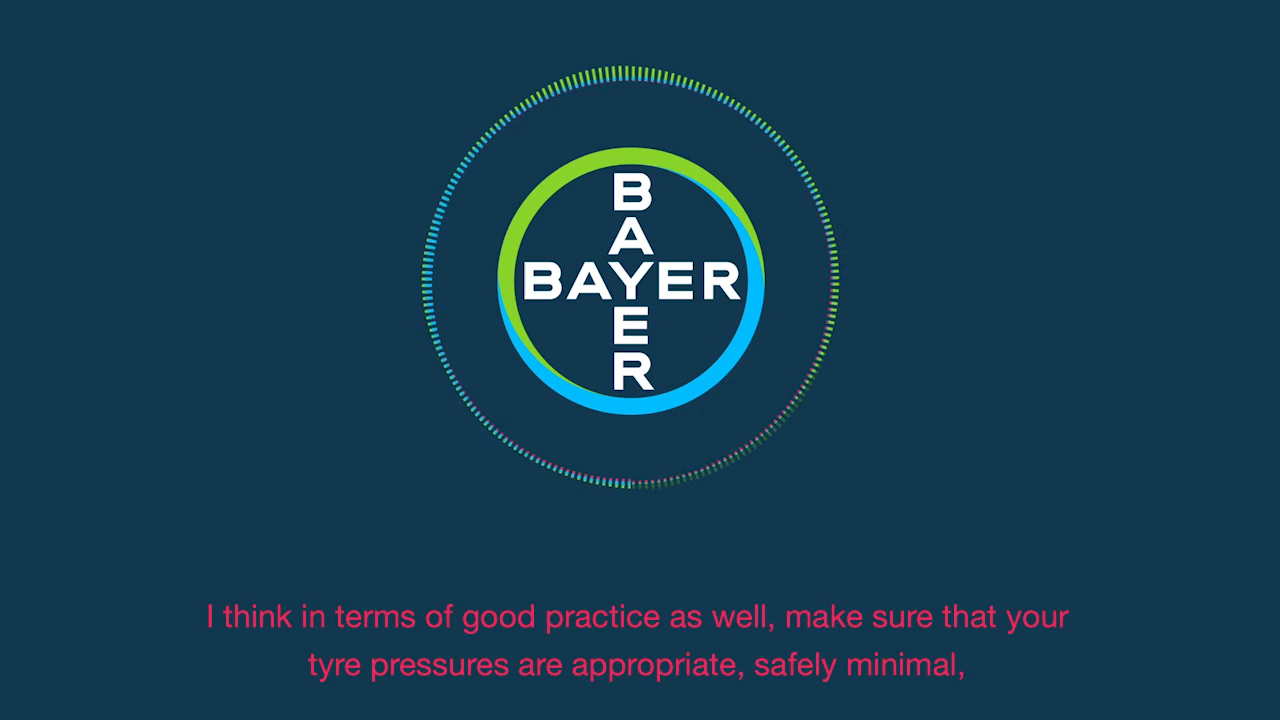 BAYER
BAYER
I think in terms of good practice as well, make sure that your
tyre pressures are appropriate, safely minimal,